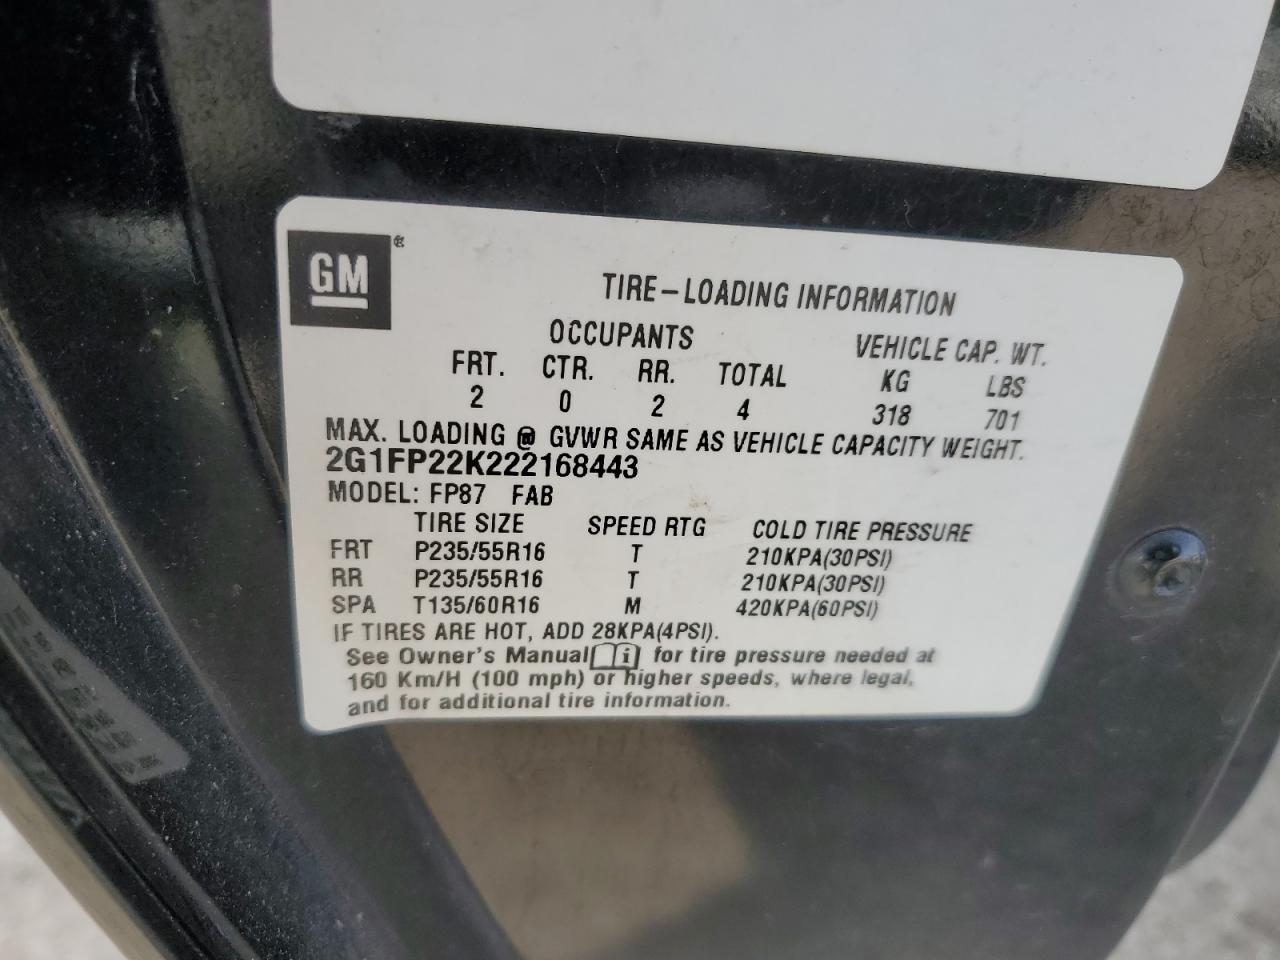 GM ®
TIRE-LOADING INFORMATION
OCCUPANTS VEHICLE CAP. WT.
FRT. CTR. RR. TOTAL KG LBS
2 0 2 4 318 701
MAX. LOADING @ GVWR SAME AS VEHICLE CAPACITY WEIGHT.
2G1FP22K222168443
MODEL: FP87 FAB
TIRE SIZE SPEED RTG COLD TIRE PRESSURE
FRT P235/55R16 T 210KPA(30PSI)
RR P235/55R16 T 210KPA(30PSI)
SPA T135/60R16 M 420KPA(60PSI)
IF TIRES ARE HOT, ADD 28KPA(4PSI).
See Owner's Manual i for tire pressure needed at
160 Km/H (100 mph) or higher speeds, where legal,
and for additional tire information.